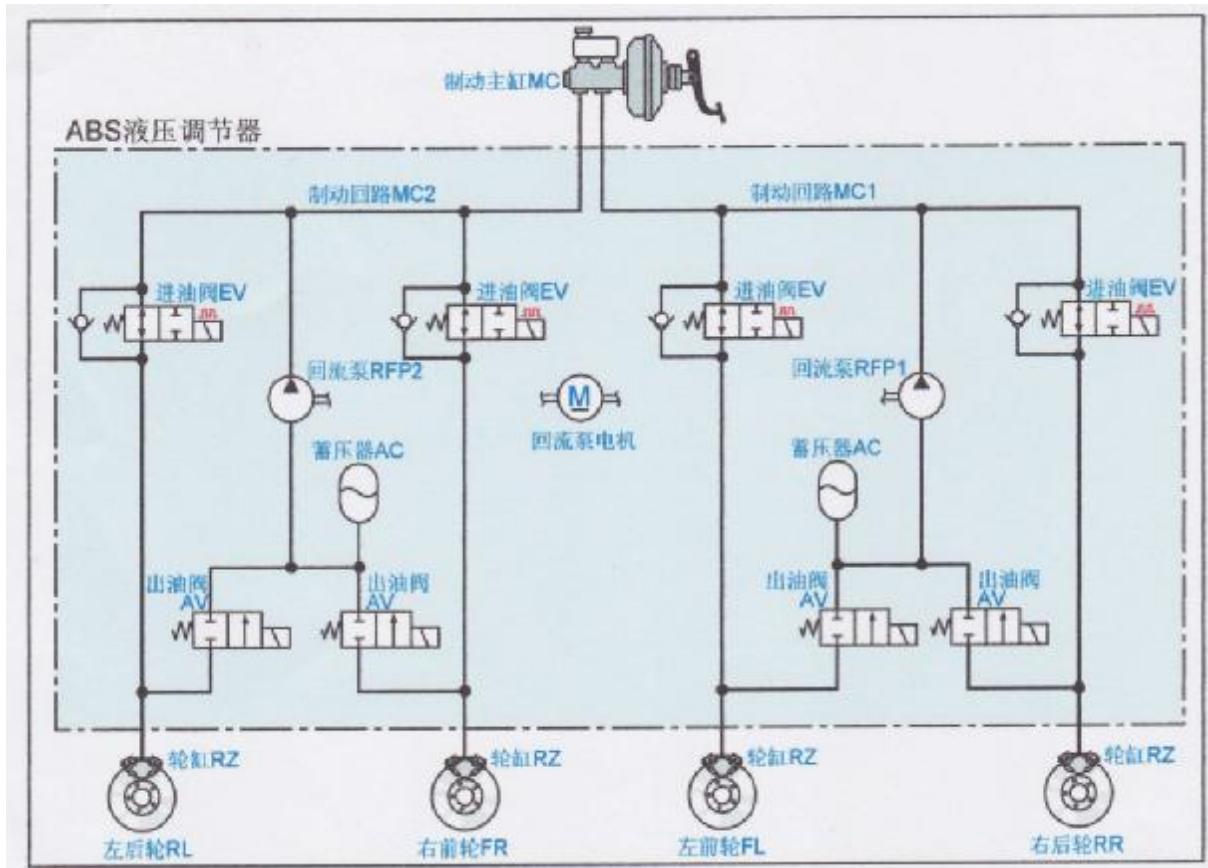 制动主缸MC
ABS液压调节器
制动回路MC2
制动回路MC1
进油阀EV
进油阀EV
进油阀EV
进油阀EV
回流泵RFP2
M
回流泵RFP1
蓄压器AC
回流泵电机
蓄压器AC
出油阀
AV
出油阀
AV
出油阀
AV
出油阀
AV
轮缸RZ
轮缸RZ
轮缸RZ
轮缸RZ
左后轮RL
右前轮FR
左前轮FL
右后轮RR